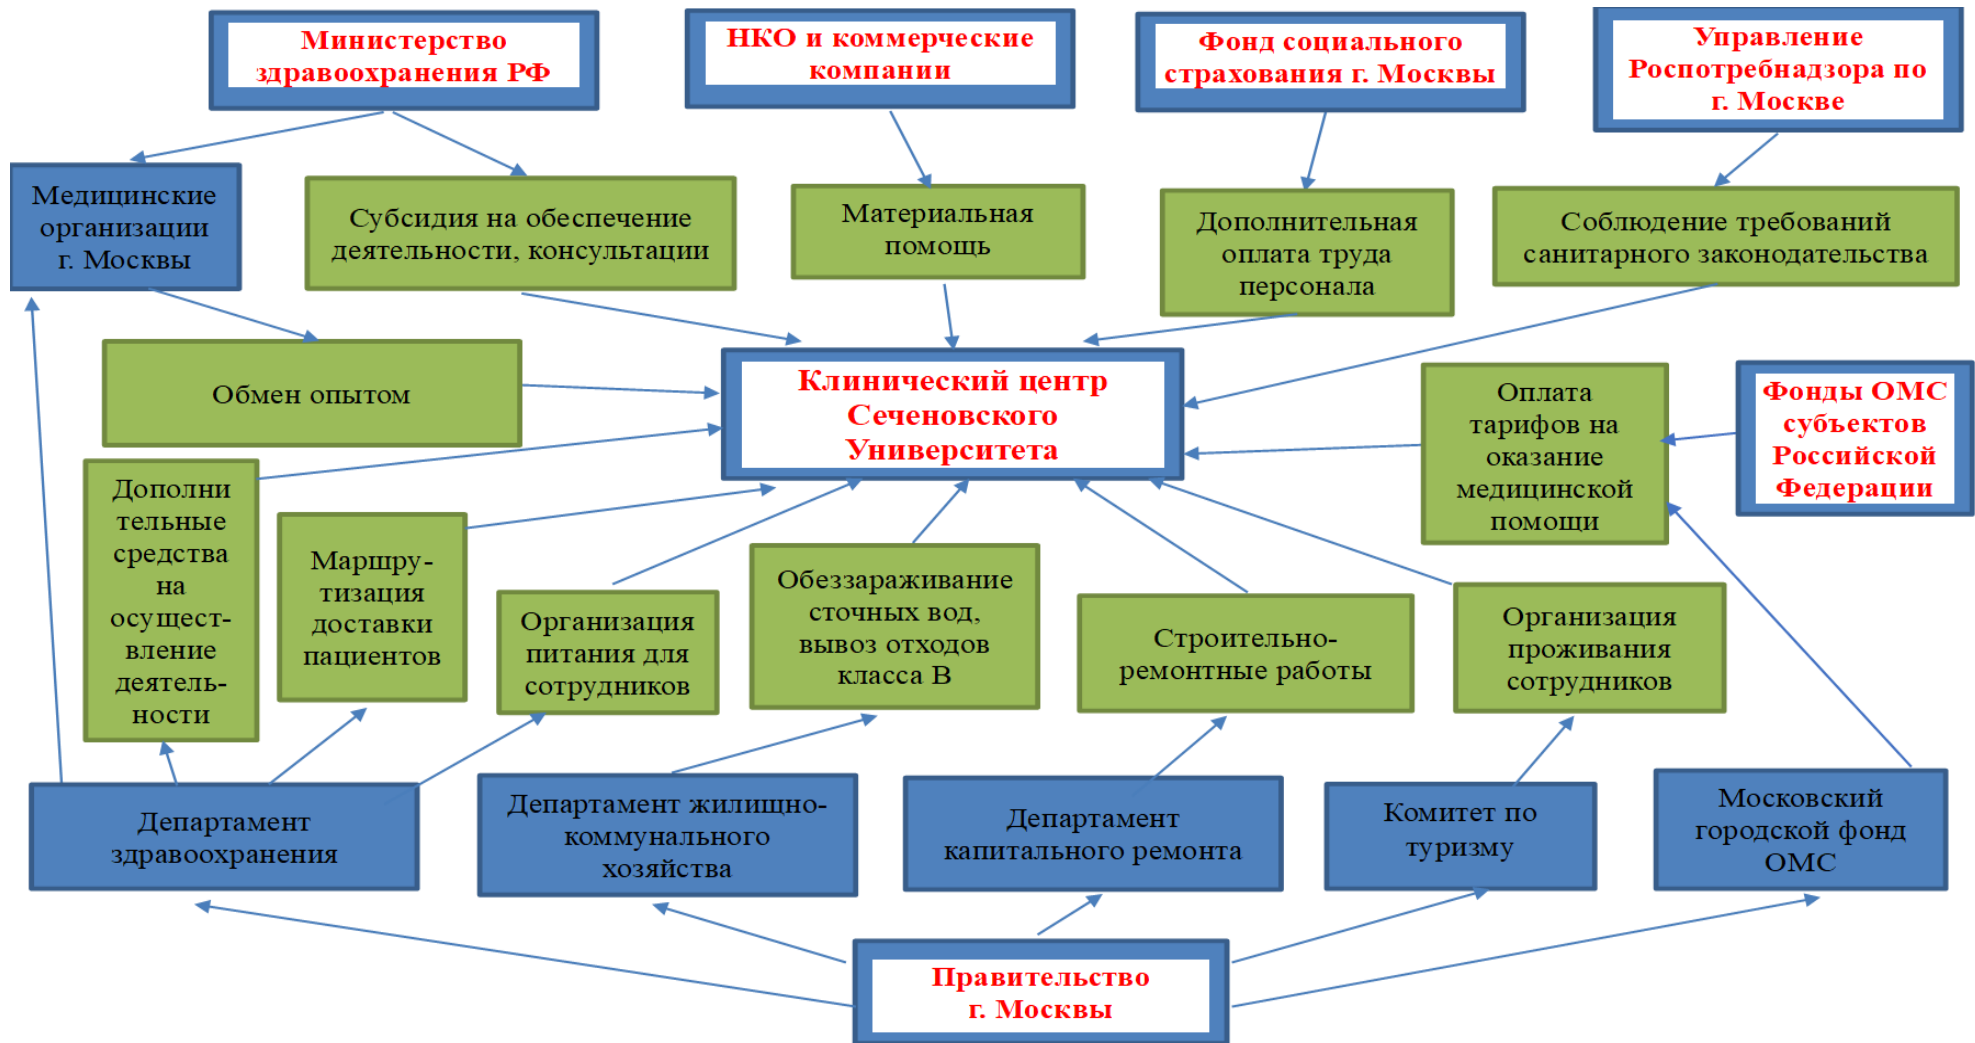 Министерство
здравоохранения РФ
НКО и коммерческие
компании
Фонд социального
страхования г. Москвы
Управление
Роспотребнадзора по
г. Москве
Медицинские
организации
г. Москвы
Субсидия на обеспечение
деятельности, консультации
Материальная
помощь
Дополнительная
оплата труда
персонала
Соблюдение требований
санитарного законодательства
Обмен опытом
Клинический центр
Сеченовского
Университета
Оплата
тарифов на
оказание
медицинской
помощи
Фонды ОМС
субъектов
Российской
Федерации
Дополни
тельные
средства
на
осущест-
вление
деятель-
ности
Маршру-
тизация
доставки
пациентов
Организация
питания для
сотрудников
Обеззараживание
сточных вод,
вывоз отходов
класса В
Строительно-
ремонтные работы
Организация
проживания
сотрудников
Департамент
здравоохранения
Департамент жилищно-
коммунального
хозяйства
Департамент
капитального ремонта
Комитет по
туризму
Московский
городской фонд
ОМС
Правительство
г. Москвы